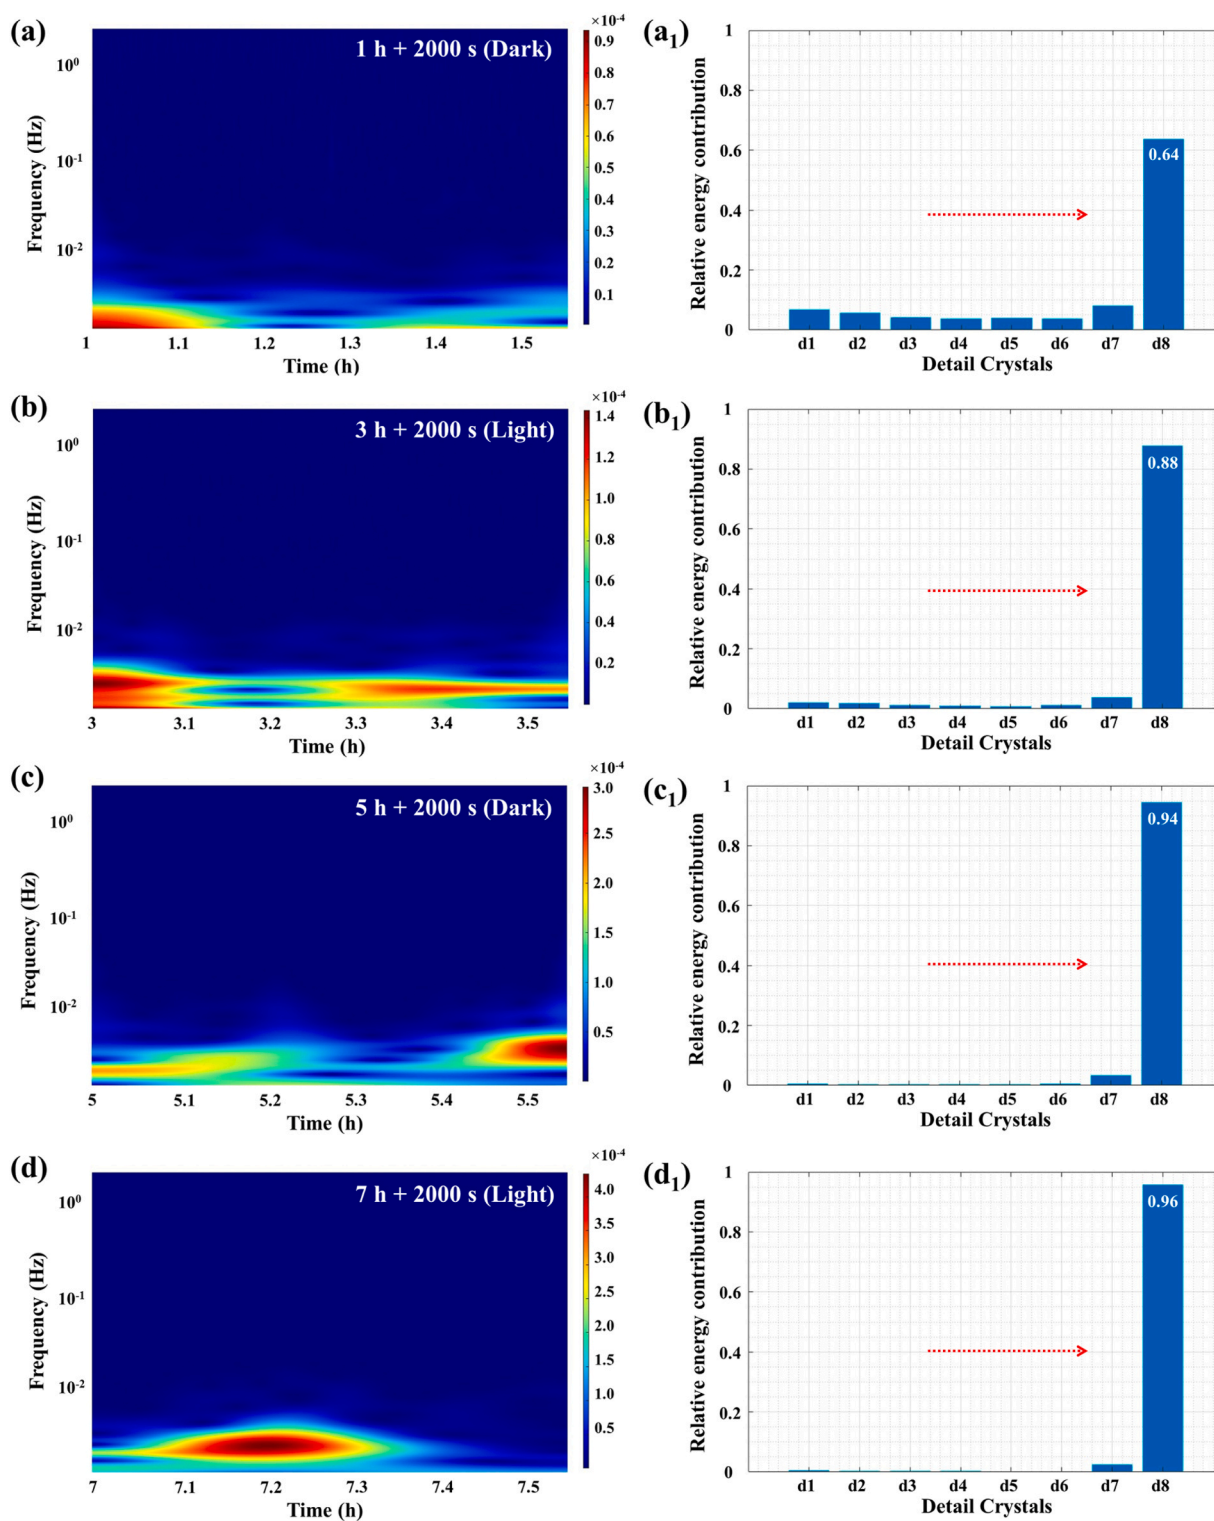 (a)
×10⁻⁴
1 h + 2000 s (Dark)
0.9
0.8
0.7
0.6
0.5
0.4
0.3
0.2
0.1
10⁰
10⁻¹
10⁻²
Frequency (Hz)
1 1.1 1.2 1.3 1.4 1.5
Time (h)
(a₁)
1
0.8
0.6
0.4
0.2
0
Relative energy contribution
0.64
d1 d2 d3 d4 d5 d6 d7 d8
Detail Crystals
(b)
×10⁻⁴
3 h + 2000 s (Light)
1.4
1.2
1.0
0.8
0.6
0.4
0.2
10⁰
10⁻¹
10⁻²
Frequency (Hz)
3 3.1 3.2 3.3 3.4 3.5
Time (h)
(b₁)
1
0.8
0.6
0.4
0.2
0
Relative energy contribution
0.88
d1 d2 d3 d4 d5 d6 d7 d8
Detail Crystals
(c)
×10⁻⁴
5 h + 2000 s (Dark)
3.0
2.0
2.0
1.0
1.0
0.5
10⁰
10⁻¹
10⁻²
Frequency (Hz)
5 5.1 5.2 5.3 5.4 5.5
Time (h)
(c₁)
1
0.8
0.6
0.4
0.2
0
Relative energy contribution
0.94
d1 d2 d3 d4 d5 d6 d7 d8
Detail Crystals
(d)
×10⁻⁴
7 h + 2000 s (Light)
4.0
3.5
3.0
2.5
2.0
1.5
1.0
0.5
10⁰
10⁻¹
10⁻²
Frequency (Hz)
7 7.1 7.2 7.3 7.4 7.5
Time (h)
(d₁)
1
0.8
0.6
0.4
0.2
0
Relative energy contribution
0.96
d1 d2 d3 d4 d5 d6 d7 d8
Detail Crystals